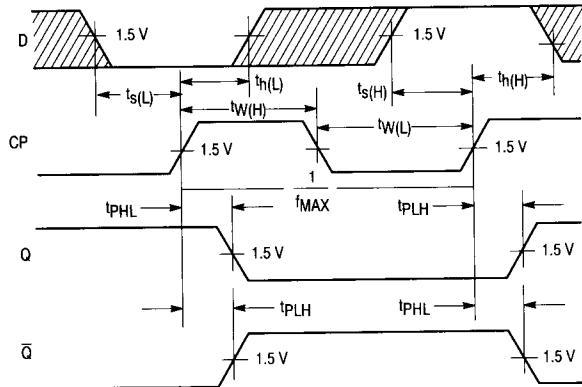 D 1.5 V 1.5 V
ts(L) th(L) ts(H) th(H)
tW(H) tW(L)
CP 1.5 V 1.5 V
1
fMAX
tPHL tPLH
Q 1.5 V 1.5 V
tPLH tPHL
Q̅ 1.5 V 1.5 V